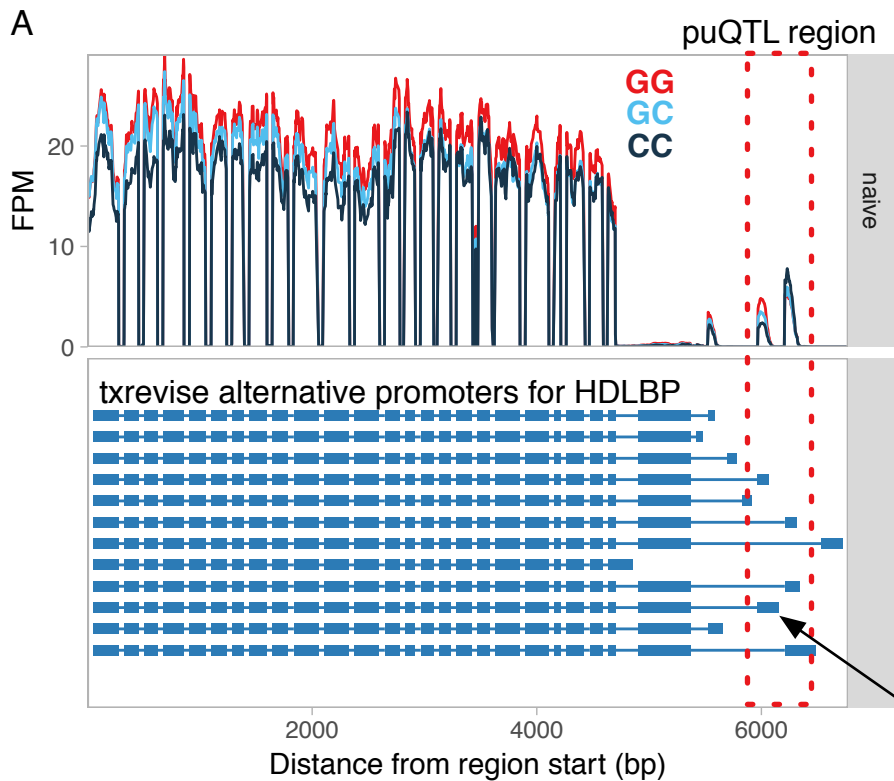 A
puQTL region
GG
GC
CC
20
10
0
FPM
naive
txrevise alternative promoters for HDLBP
2000
4000
6000
Distance from region start (bp)